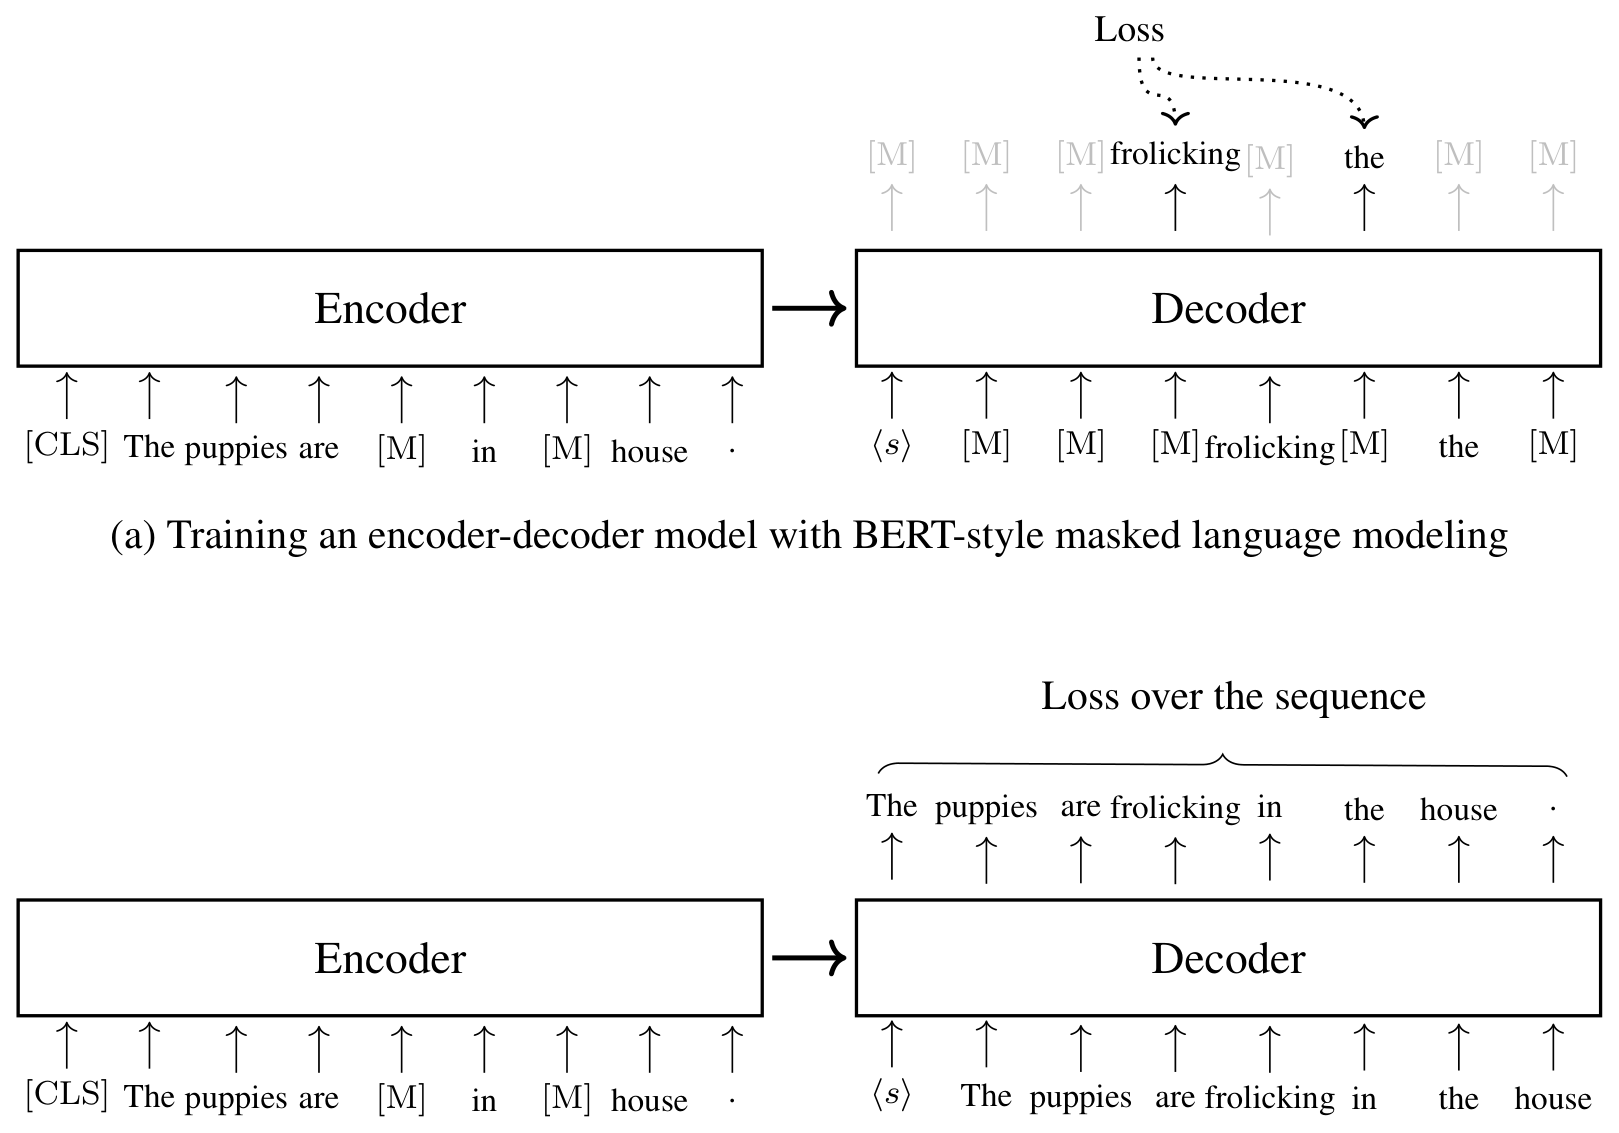 Loss
[M] [M] [M] frolicking [M] the [M] [M]
Encoder Decoder
[CLS] The puppies are [M] in [M] house . ⟨s⟩ [M] [M] [M] frolicking [M] the [M]
(a) Training an encoder-decoder model with BERT-style masked language modeling
Loss over the sequence
The puppies are frolicking in the house .
Encoder Decoder
[CLS] The puppies are [M] in [M] house . ⟨s⟩ The puppies are frolicking in the house